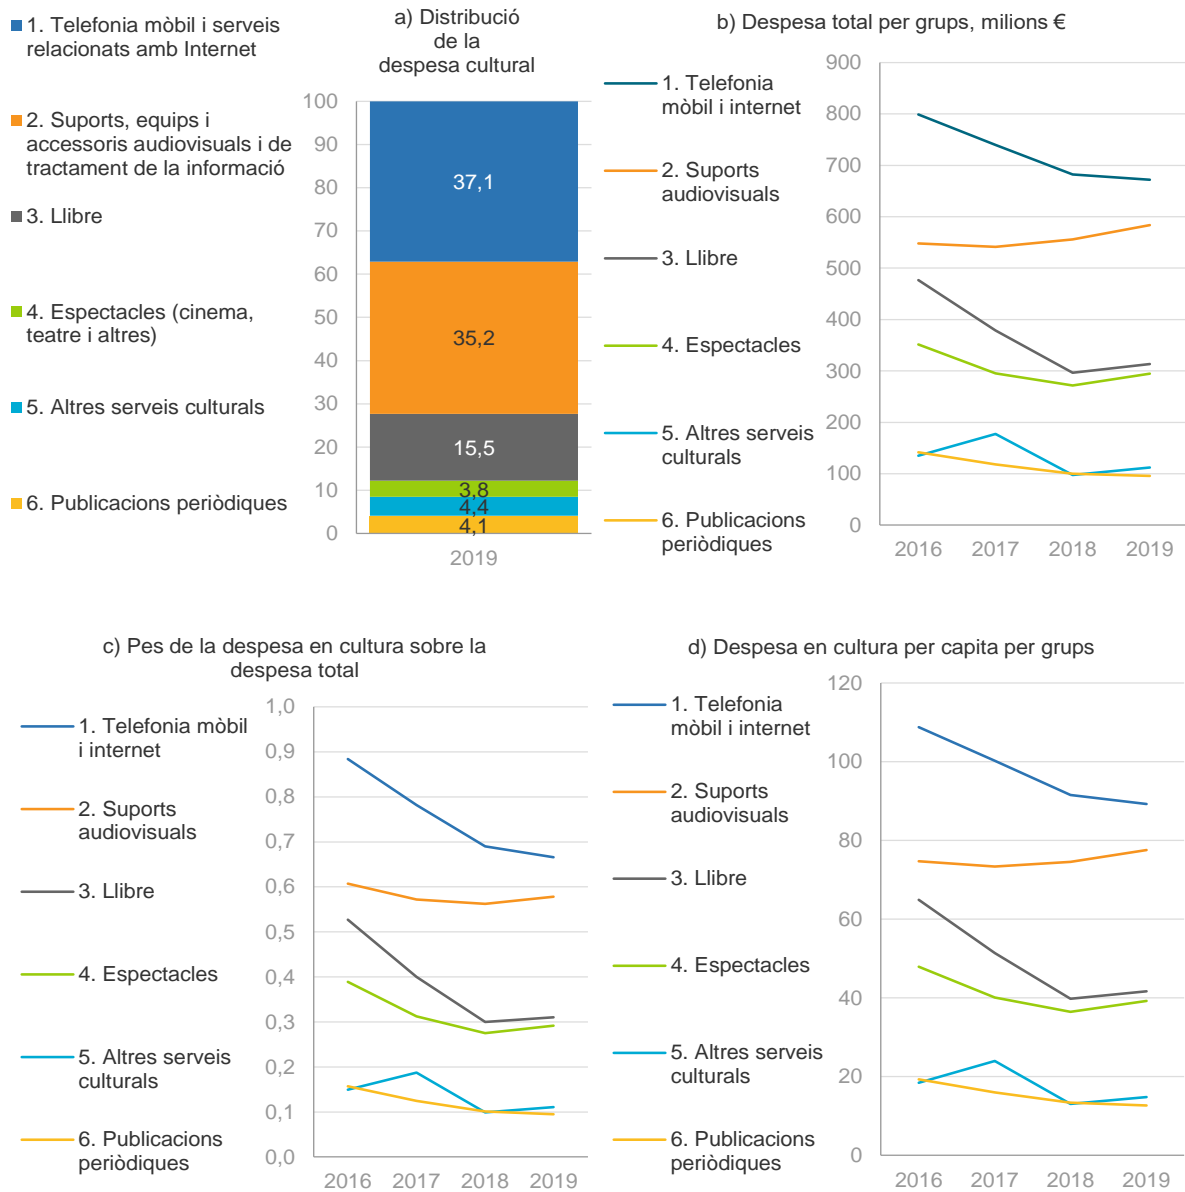 1. Telefonia mòbil i serveis
relacionats amb Internet
2. Suports, equips i
accessoris audiovisuals i de
tractament de la informació
3. Llibre
4. Espectacles (cinema,
teatre i altres)
5. Altres serveis culturals
6. Publicacions periòdiques
a) Distribució
de la
despesa cultural
100
90
80
70
60
50
40
30
20
10
0
37,1
35,2
15,5
3,8
4,4
4,1
2019
b) Despesa total per grups, milions €
1. Telefonia
mòbil i internet
2. Suports
audiovisuals
3. Llibre
4. Espectacles
5. Altres serveis
culturals
6. Publicacions
periòdiques
900
800
700
600
500
400
300
200
100
0
2016 2017 2018 2019
c) Pes de la despesa en cultura sobre la
despesa total
1. Telefonia mòbil
i internet
2. Suports
audiovisuals
3. Llibre
4. Espectacles
5. Altres serveis
culturals
6. Publicacions
periòdiques
1,0
0,9
0,8
0,7
0,6
0,5
0,4
0,3
0,2
0,1
0,0
2016 2017 2018 2019
d) Despesa en cultura per capita per grups
1. Telefonia
mòbil i internet
2. Suports
audiovisuals
3. Llibre
4. Espectacles
5. Altres serveis
culturals
6. Publicacions
periòdiques
120
100
80
60
40
20
0
2016 2017 2018 2019